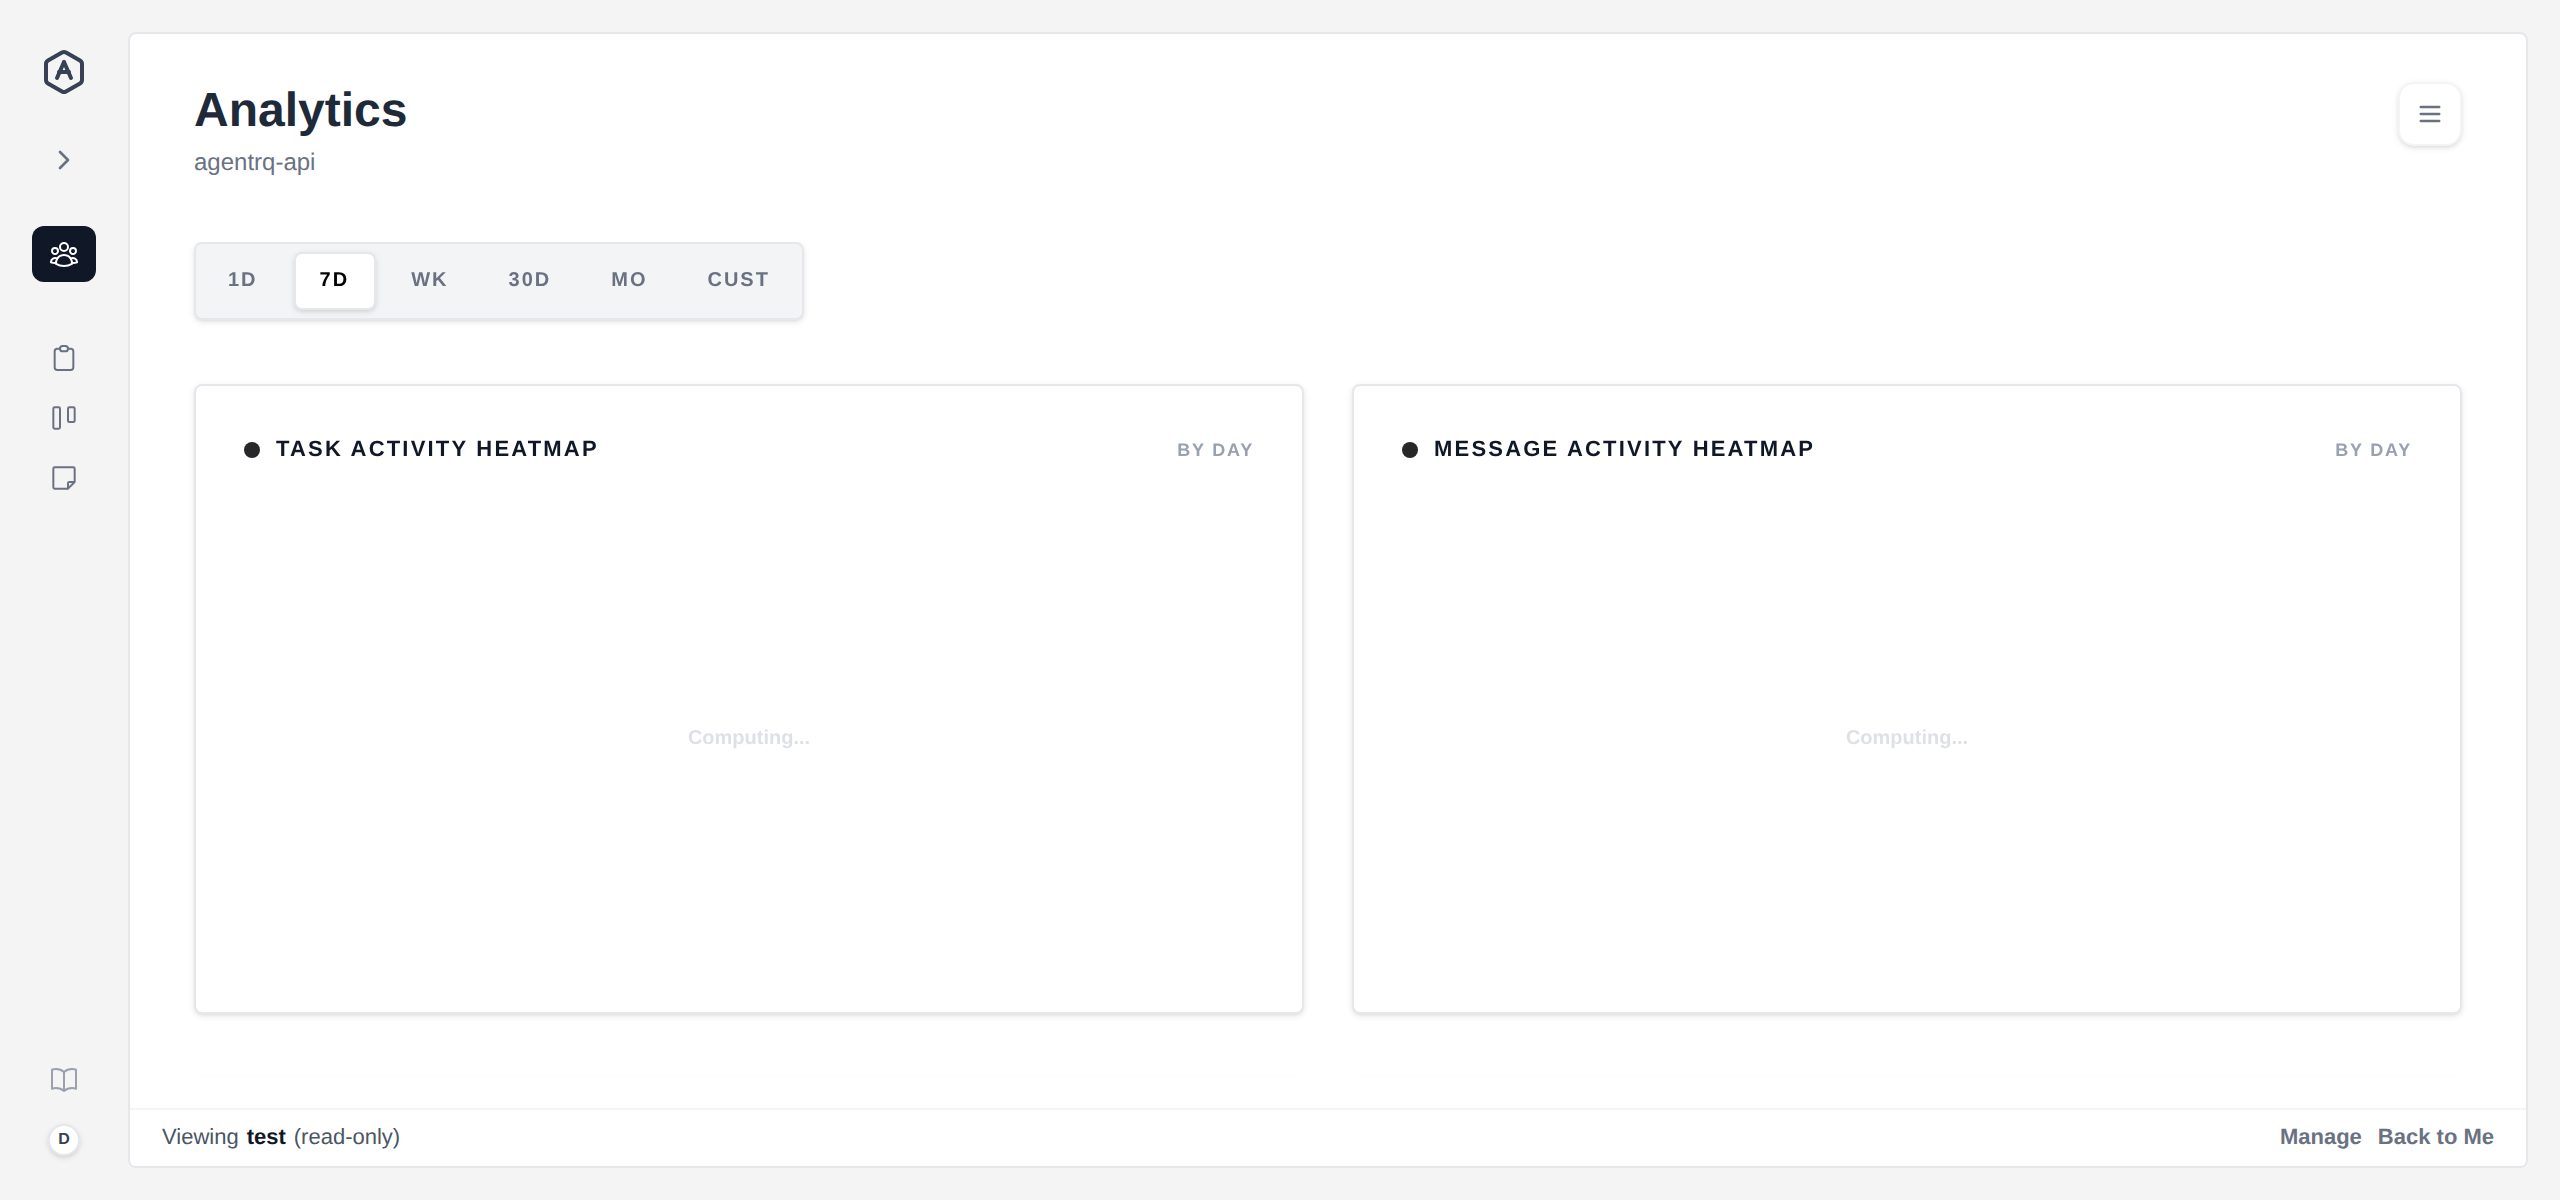 Analytics
agentrq-api
1D 7D WK 30D MO CUST
TASK ACTIVITY HEATMAP BY DAY
Computing...
MESSAGE ACTIVITY HEATMAP BY DAY
Computing...
Viewing test (read-only) Manage Back to Me
D